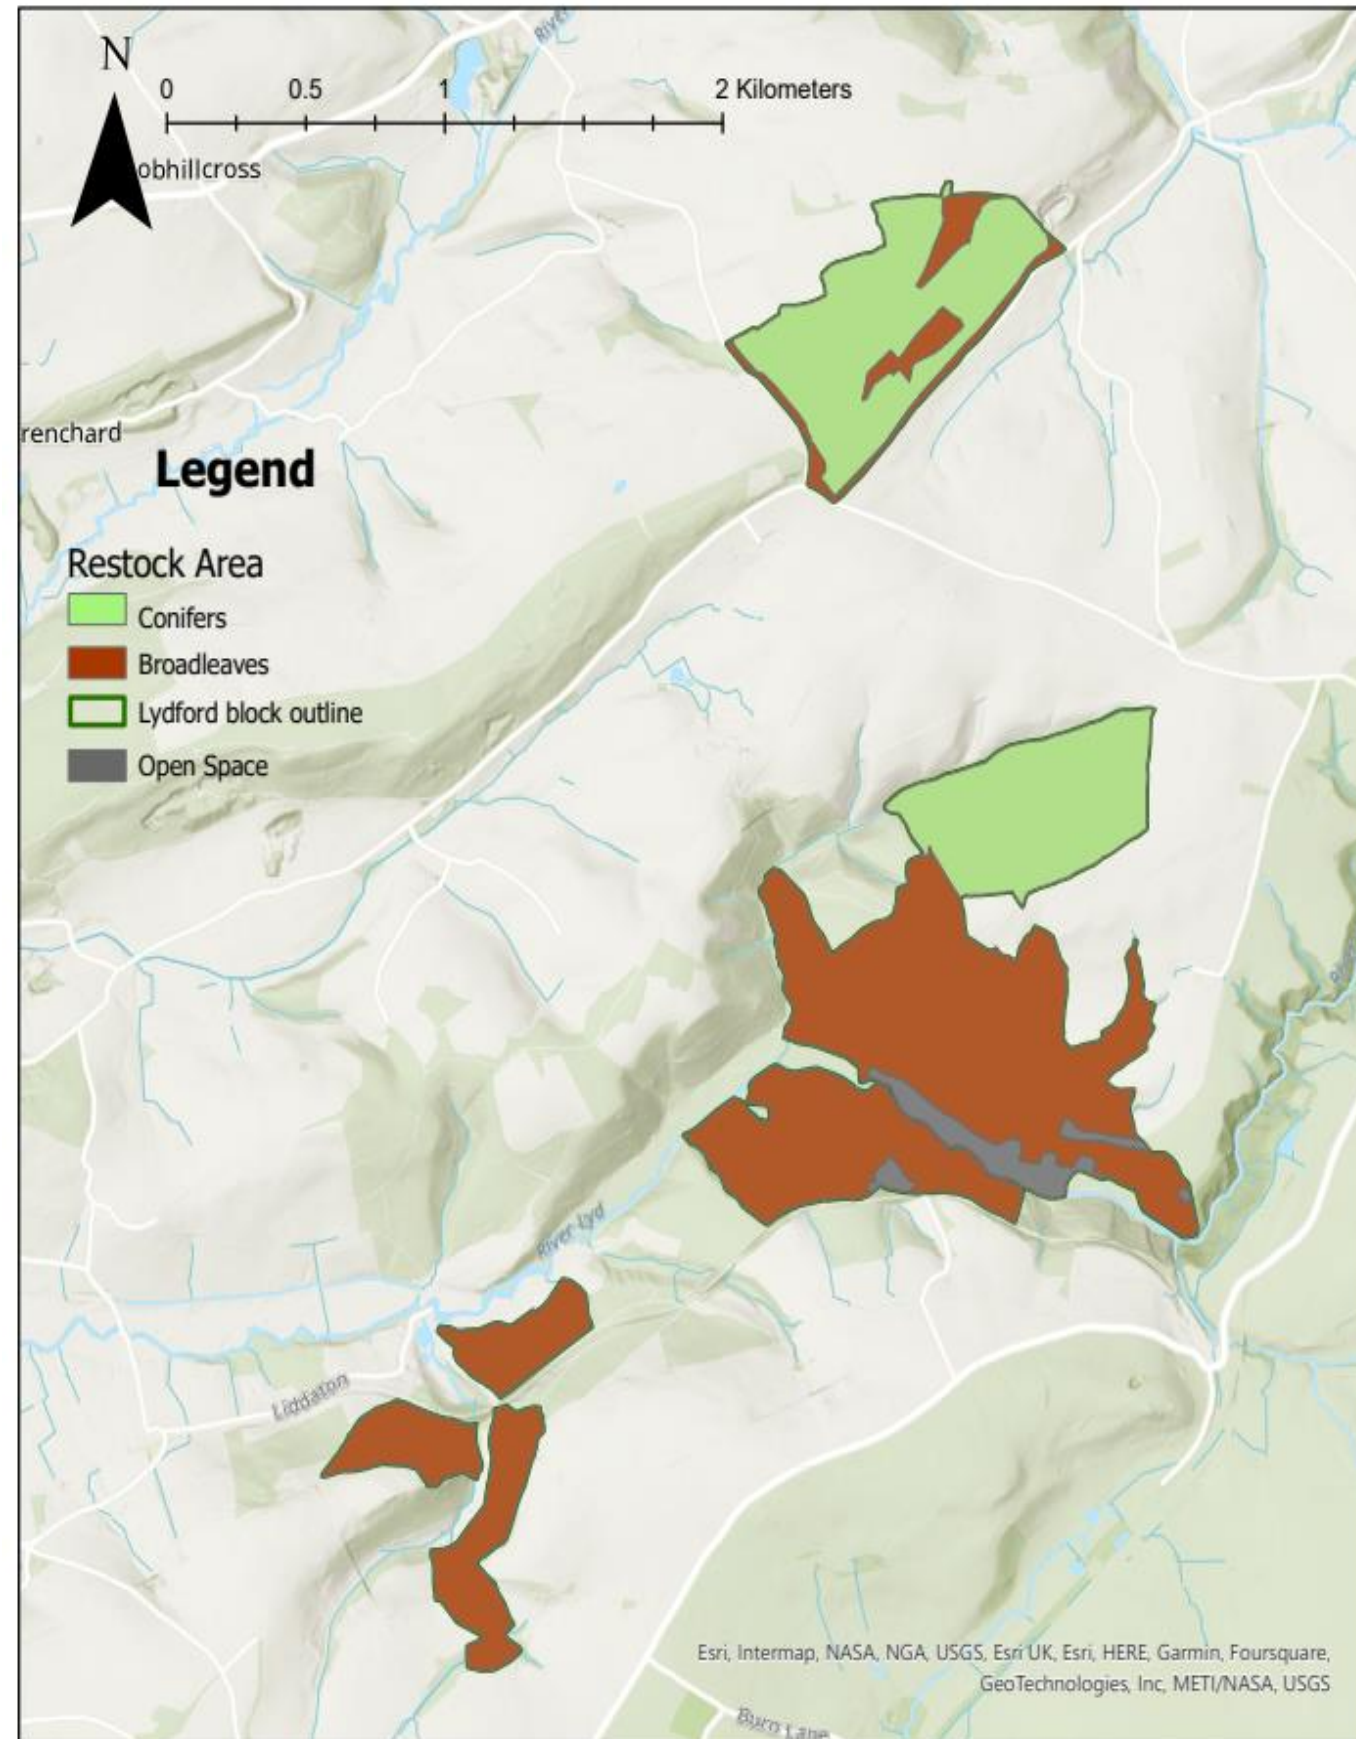 N
0 0.5 1 2 Kilometers
obhillcross
River
renchard
Legend
Restock Area
Conifers
Broadleaves
Lydford block outline
Open Space
River Lyd
Liddaton
Esri, Intermap, NASA, NGA, USGS, Esri UK, Esri, HERE, Garmin, Foursquare,
GeoTechnologies, Inc, METI/NASA, USGS
Burn Lane